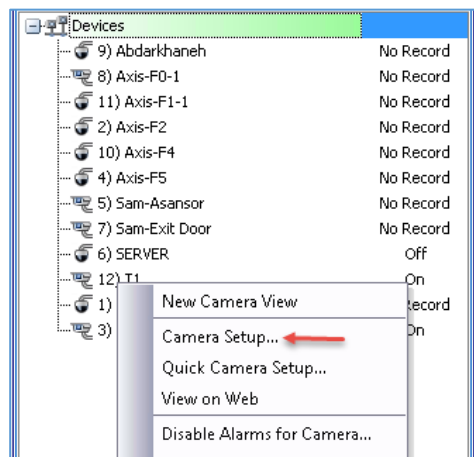 Devices
9) Abdarkhaneh No Record
8) Axis-F0-1 No Record
11) Axis-F1-1 No Record
2) Axis-F2 No Record
10) Axis-F4 No Record
4) Axis-F5 No Record
5) Sam-Asansor No Record
7) Sam-Exit Door No Record
6) SERVER Off
12) T1 On
1)
3) On
New Camera View
Camera Setup...
Quick Camera Setup...
View on Web
Disable Alarms for Camera...